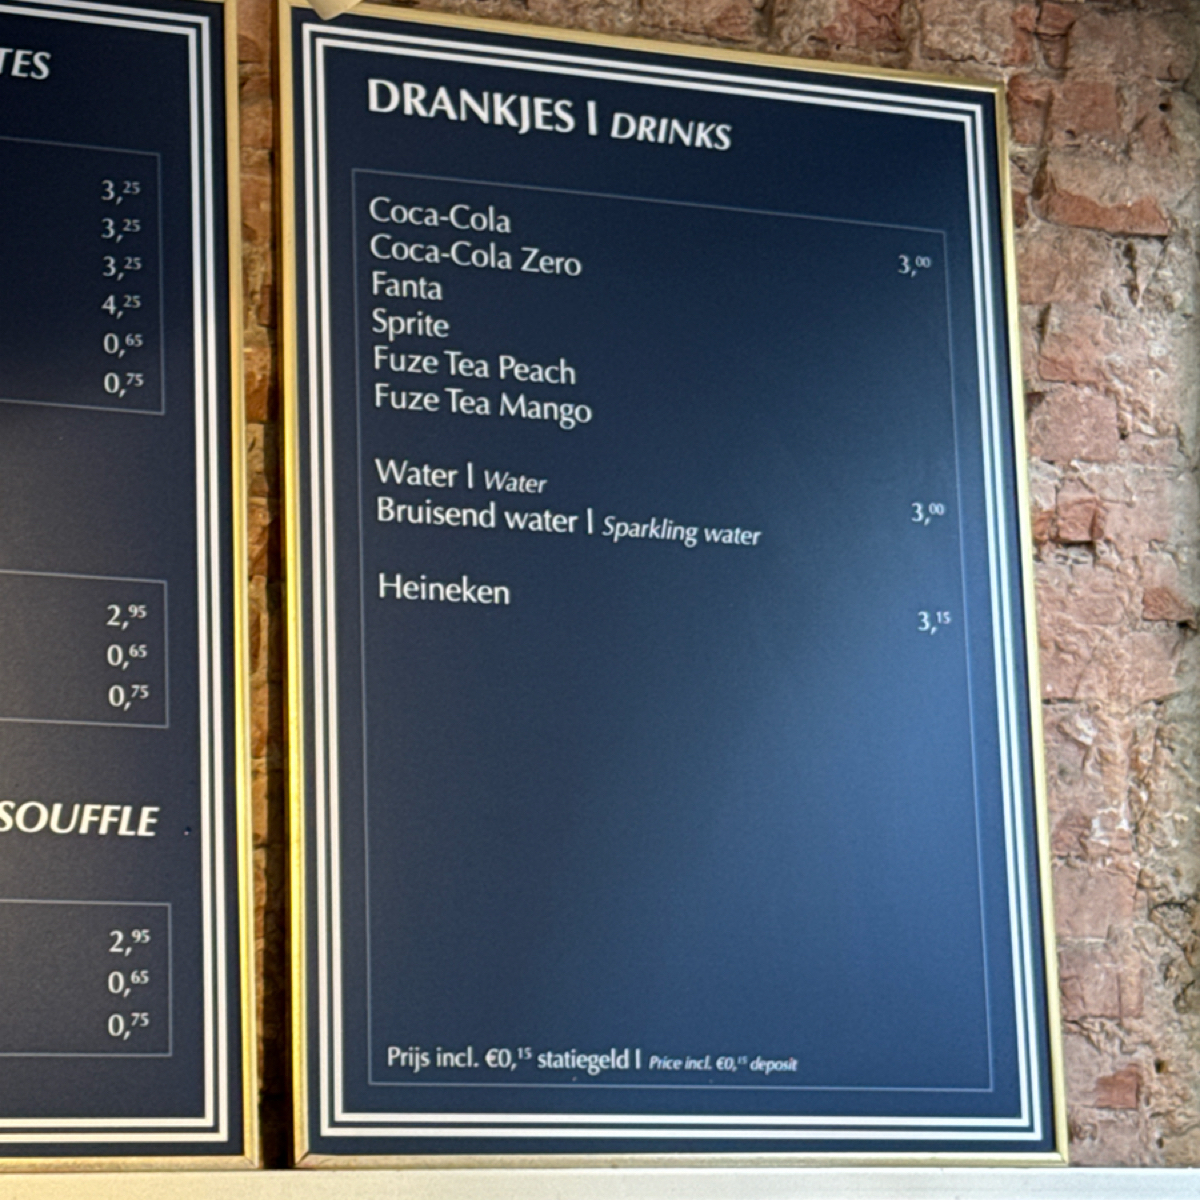 TES
3,25
3,25
3,25
4,25
0,65
0,75
2,95
0,65
0,75
SOUFFLE
2,95
0,65
0,75
DRANKJES | DRINKS
Coca-Cola
Coca-Cola Zero 3,00
Fanta
Sprite
Fuze Tea Peach
Fuze Tea Mango
Water | Water
Bruisend water | Sparkling water 3,00
Heineken 3,15
Prijs incl. €0,15 statiegeld | Price incl. €0,15 deposit